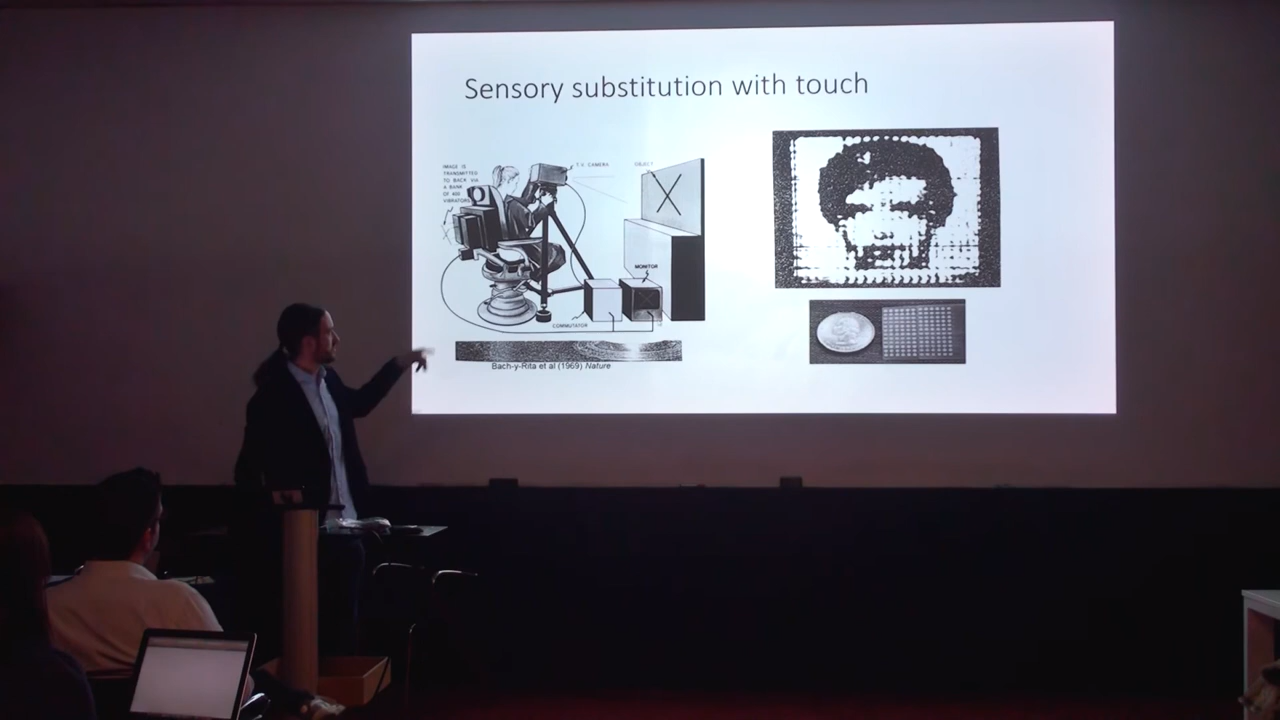 Sensory substitution with touch
IMAGE IS
TRANSMITTED
TO BACK VIA
A BANK
OF 400
VIBRATORS
T.V. CAMERA
OBJECT
MONITOR
COMMUTATOR
Bach-y-Rita et al (1969) Nature